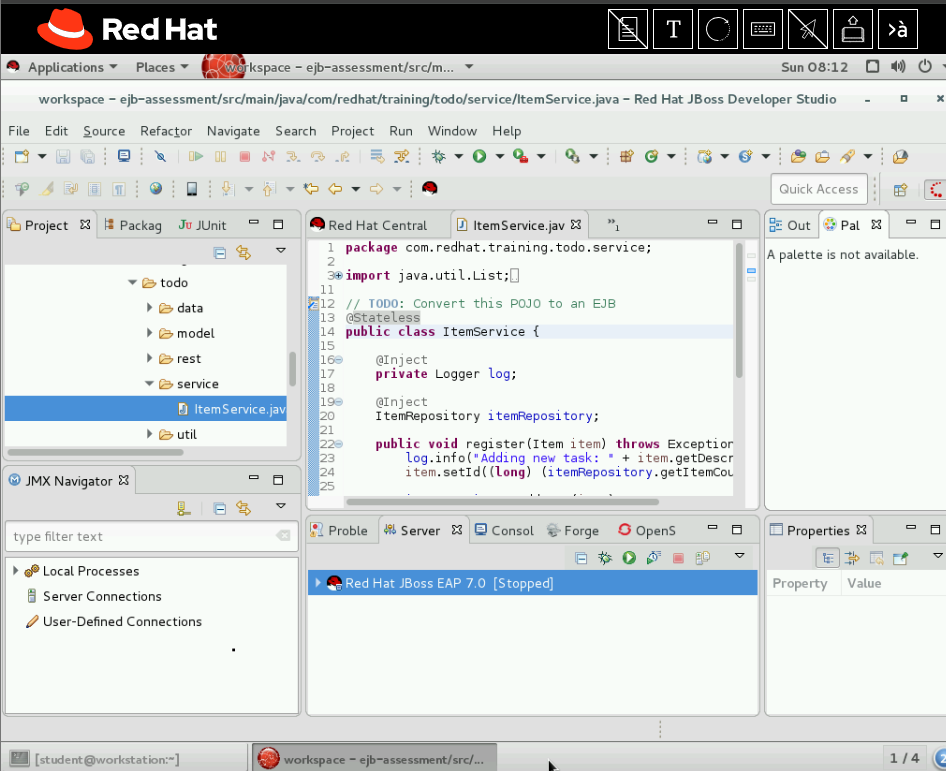 Red Hat
T
>à
Applications
Places
workspace – ejb-assessment/src/m...
Sun 08:12
workspace – ejb-assessment/src/main/java/com/redhat/training/todo/service/ItemService.java – Red Hat JBoss Developer Studio
File Edit Source Refactor Navigate Search Project Run Window Help
Quick Access
Project
Packag
JUnit
todo
data
model
rest
service
ItemService.jav
util
Red Hat Central
ItemService.jav
»1
1 package com.redhat.training.todo.service;
2
3 import java.util.List;
11
12 // TODO: Convert this POJO to an EJB
13 @Stateless
14 public class ItemService {
15
16 @Inject
17 private Logger log;
18
19 @Inject
20 ItemRepository itemRepository;
21
22 public void register(Item item) throws Exception
23 log.info("Adding new task: " + item.getDescr
24 item.setId((long) (itemRepository.getItemCou
25
Out
Pal
A palette is not available.
JMX Navigator
type filter text
Local Processes
Server Connections
User-Defined Connections
Proble
Server
Consol
Forge
OpenS
Red Hat JBoss EAP 7.0 [Stopped]
Properties
Property Value
[student@workstation:~]
workspace – ejb-assessment/src/...
1 / 4